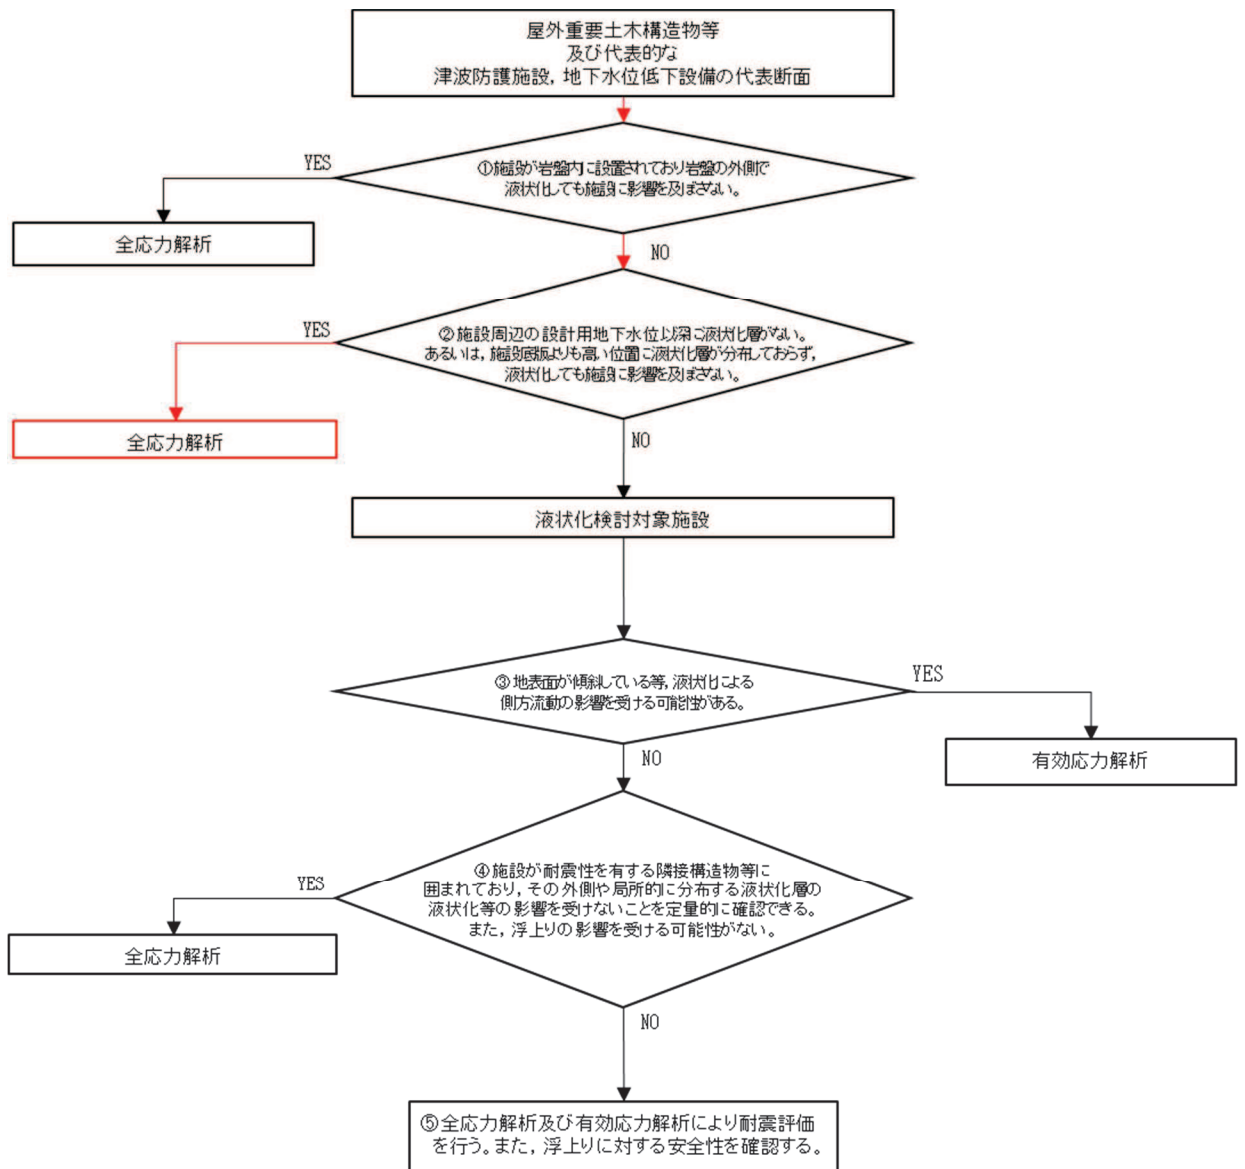 屋外重要土木構造物等
及び代表的な
津波防護施設，地下水位低下設備の代表断面
YES
①施設が岩盤内に設置されており岩盤の外側で
液状化しても施設に影響を及ぼさない。
全応力解析
NO
YES
②施設周辺の設計用地下水位以深に液状化層がない。
あるいは，施設底版よりも高い位置に液状化層が分布しておらず，
液状化しても施設に影響を及ぼさない。
全応力解析
NO
液状化検討対象施設
③地表面が傾斜している等，液状化による
側方流動の影響を受ける可能性がある。
YES
有効応力解析
NO
YES
④施設が耐震性を有する隣接構造物等に
囲まれており，その外側や局所的に分布する液状化層の
液状化等の影響を受けないことを定量的に確認できる。
また，浮上りの影響を受ける可能性がない。
全応力解析
NO
⑤全応力解析及び有効応力解析により耐震評価
を行う。また，浮上りに対する安全性を確認する。